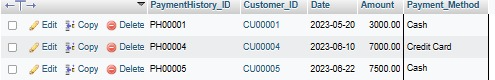 PaymentHistory_ID Customer_ID Date Amount Payment_Method
Edit Copy Delete PH00001 CU00001 2023-05-20 3000.00 Cash
Edit Copy Delete PH00004 CU00004 2023-06-10 7000.00 Credit Card
Edit Copy Delete PH00005 CU00005 2023-06-22 7500.00 Cash